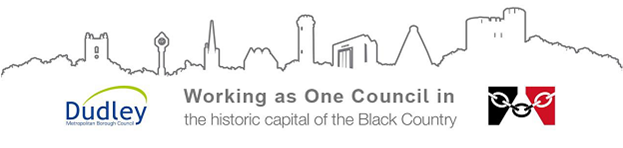 Dudley
Metropolitan Borough Council
Working as One Council in
the historic capital of the Black Country